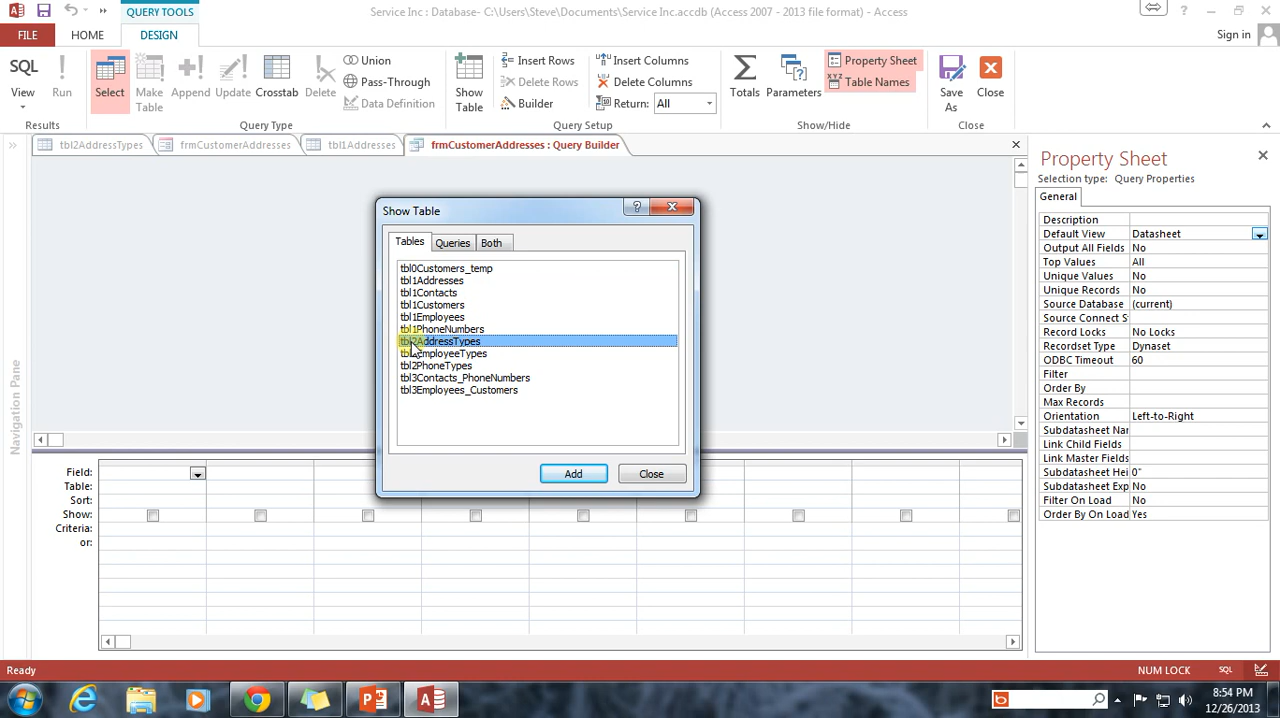 QUERY TOOLS
Service Inc : Database- C:\Users\Steve\Documents\Service Inc.accdb (Access 2007 - 2013 file format) - Access
FILE
HOME
DESIGN
Sign in
SQL
View
Run
Select
Make
Table
Append
Update
Crosstab
Delete
Union
Pass-Through
Data Definition
Show
Table
Insert Rows
Delete Rows
Builder
Insert Columns
Delete Columns
Return: All
Totals
Parameters
Property Sheet
XYZ Table Names
Save
As
Close
Results
Query Type
Query Setup
Show/Hide
Close
tbl2AddressTypes
frmCustomerAddresses
tbl1Addresses
frmCustomerAddresses : Query Builder
Navigation Pane
Show Table
Tables
Queries
Both
tbl0Customers_temp
tbl1Addresses
tbl1Contacts
tbl1Customers
tbl1Employees
tbl1PhoneNumbers
tbl2AddressTypes
tbl2EmployeeTypes
tbl2PhoneTypes
tbl3Contacts_PhoneNumbers
tbl3Employees_Customers
Add
Close
Field:
Table:
Sort:
Show:
Criteria:
or:
Property Sheet
Selection type: Query Properties
General
Description
Default View Datasheet
Output All Fields No
Top Values All
Unique Values No
Unique Records No
Source Database (current)
Source Connect S
Record Locks No Locks
Recordset Type Dynaset
ODBC Timeout 60
Filter
Order By
Max Records
Orientation Left-to-Right
Subdatasheet Nar
Link Child Fields
Link Master Fields
Subdatasheet Hei 0"
Subdatasheet Exp No
Filter On Load No
Order By On Load Yes
Ready
NUM LOCK
SQL
8:54 PM
12/26/2013